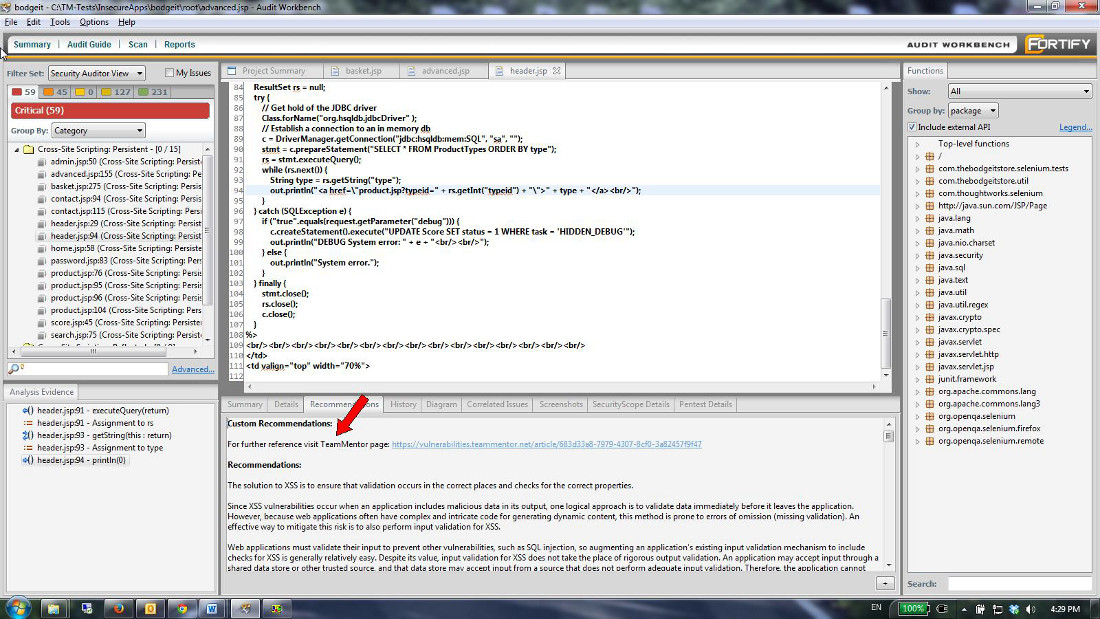 bodgeit - C:\TM-Tests\InsecureApps\bodgeit\root\advanced.jsp - Audit Workbench
File Edit Tools Options Help
Summary | Audit Guide | Scan | Reports
AUDIT WORKBENCH FORTIFY
Filter Set: Security Auditor View My Issues
59 45 0 127 231
Critical (59)
Group By: Category
Cross-Site Scripting: Persistent - [0 / 15]
admin.jsp:50 (Cross-Site Scripting: Persist
advanced.jsp:155 (Cross-Site Scripting: Persist
basket.jsp:275 (Cross-Site Scripting: Persist
contact.jsp:94 (Cross-Site Scripting: Persist
contact.jsp:115 (Cross-Site Scripting: Persist
header.jsp:29 (Cross-Site Scripting: Persist
header.jsp:94 (Cross-Site Scripting: Persist
home.jsp:58 (Cross-Site Scripting: Persist
password.jsp:83 (Cross-Site Scripting: Persist
product.jsp:76 (Cross-Site Scripting: Persist
product.jsp:95 (Cross-Site Scripting: Persist
product.jsp:96 (Cross-Site Scripting: Persist
product.jsp:104 (Cross-Site Scripting: Persist
score.jsp:45 (Cross-Site Scripting: Persiste
search.jsp:75 (Cross-Site Scripting: Persist
Advanced...
Analysis Evidence
header.jsp:91 - executeQuery(return)
header.jsp:91 - Assignment to rs
header.jsp:93 - getString(this : return)
header.jsp:93 - Assignment to type
header.jsp:94 - println(0)
Project Summary basket.jsp advanced.jsp header.jsp
84 ResultSet rs = null;
85 try {
86 // Get hold of the JDBC driver
87 Class.forName("org.hsqldb.jdbcDriver" );
88 // Establish a connection to an in memory db
89 c = DriverManager.getConnection("jdbc:hsqldb:mem:SQL", "sa", "");
90 stmt = c.prepareStatement("SELECT * FROM ProductTypes ORDER BY type");
91 rs = stmt.executeQuery();
92 while (rs.next()) {
93 String type = rs.getString("type");
94 out.println("<a href=\"product.jsp?typeid=" + rs.getInt("typeid") + "\">" + type + "</a><br/>");
95 }
96 } catch (SQLException e) {
97 if ("true".equals(request.getParameter("debug"))) {
98 c.createStatement().execute("UPDATE Score SET status = 1 WHERE task = 'HIDDEN_DEBUG'");
99 out.println("DEBUG System error: " + e + "<br/><br/>");
100 } else {
101 out.println("System error.");
102 }
103 } finally {
104 stmt.close();
105 rs.close();
106 c.close();
107 }
108 %>
109 <br/><br/><br/><br/><br/><br/><br/><br/><br/><br/><br/><br/><br/><br/><br/>
110 </td>
111 <td valign="top" width="70%">
112
Summary Details Recommendations History Diagram Correlated Issues Screenshots SecurityScope Details Pentest Details
Custom Recommendations:
For further reference visit TeamMentor page: https://vulnerabilities.teammentor.net/article/683d33a8-7979-4307-8cf0-3a82457f9f47
Recommendations:
The solution to XSS is to ensure that validation occurs in the correct places and checks for the correct properties.
Since XSS vulnerabilities occur when an application includes malicious data in its output, one logical approach is to validate data immediately before it leaves the application.
However, because web applications often have complex and intricate code for generating dynamic content, this method is prone to errors of omission (missing validation). An
effective way to mitigate this risk is to also perform input validation for XSS.
Web applications must validate their input to prevent other vulnerabilities, such as SQL injection, so augmenting an application's existing input validation mechanism to include
checks for XSS is generally relatively easy. Despite its value, input validation for XSS does not take the place of rigorous output validation. An application may accept input through a
shared data store or other trusted source, and that data store may accept input from a source that does not perform adequate input validation. Therefore, the application cannot
Functions
Show: All
Group by: package
Include external API Legend...
Top-level functions
/
com.thebodgeitstore.selenium.tests
com.thebodgeitstore.util
com.thoughtworks.selenium
http://java.sun.com/JSP/Page
java.lang
java.math
java.nio.charset
java.security
java.sql
java.text
java.util
java.util.regex
javax.crypto
javax.crypto.spec
javax.servlet
javax.servlet.http
javax.servlet.jsp
junit.framework
org.apache.commons.lang
org.apache.commons.lang3
org.openqa.selenium
org.openqa.selenium.firefox
org.openqa.selenium.remote
Search:
EN 100% 4:29 PM